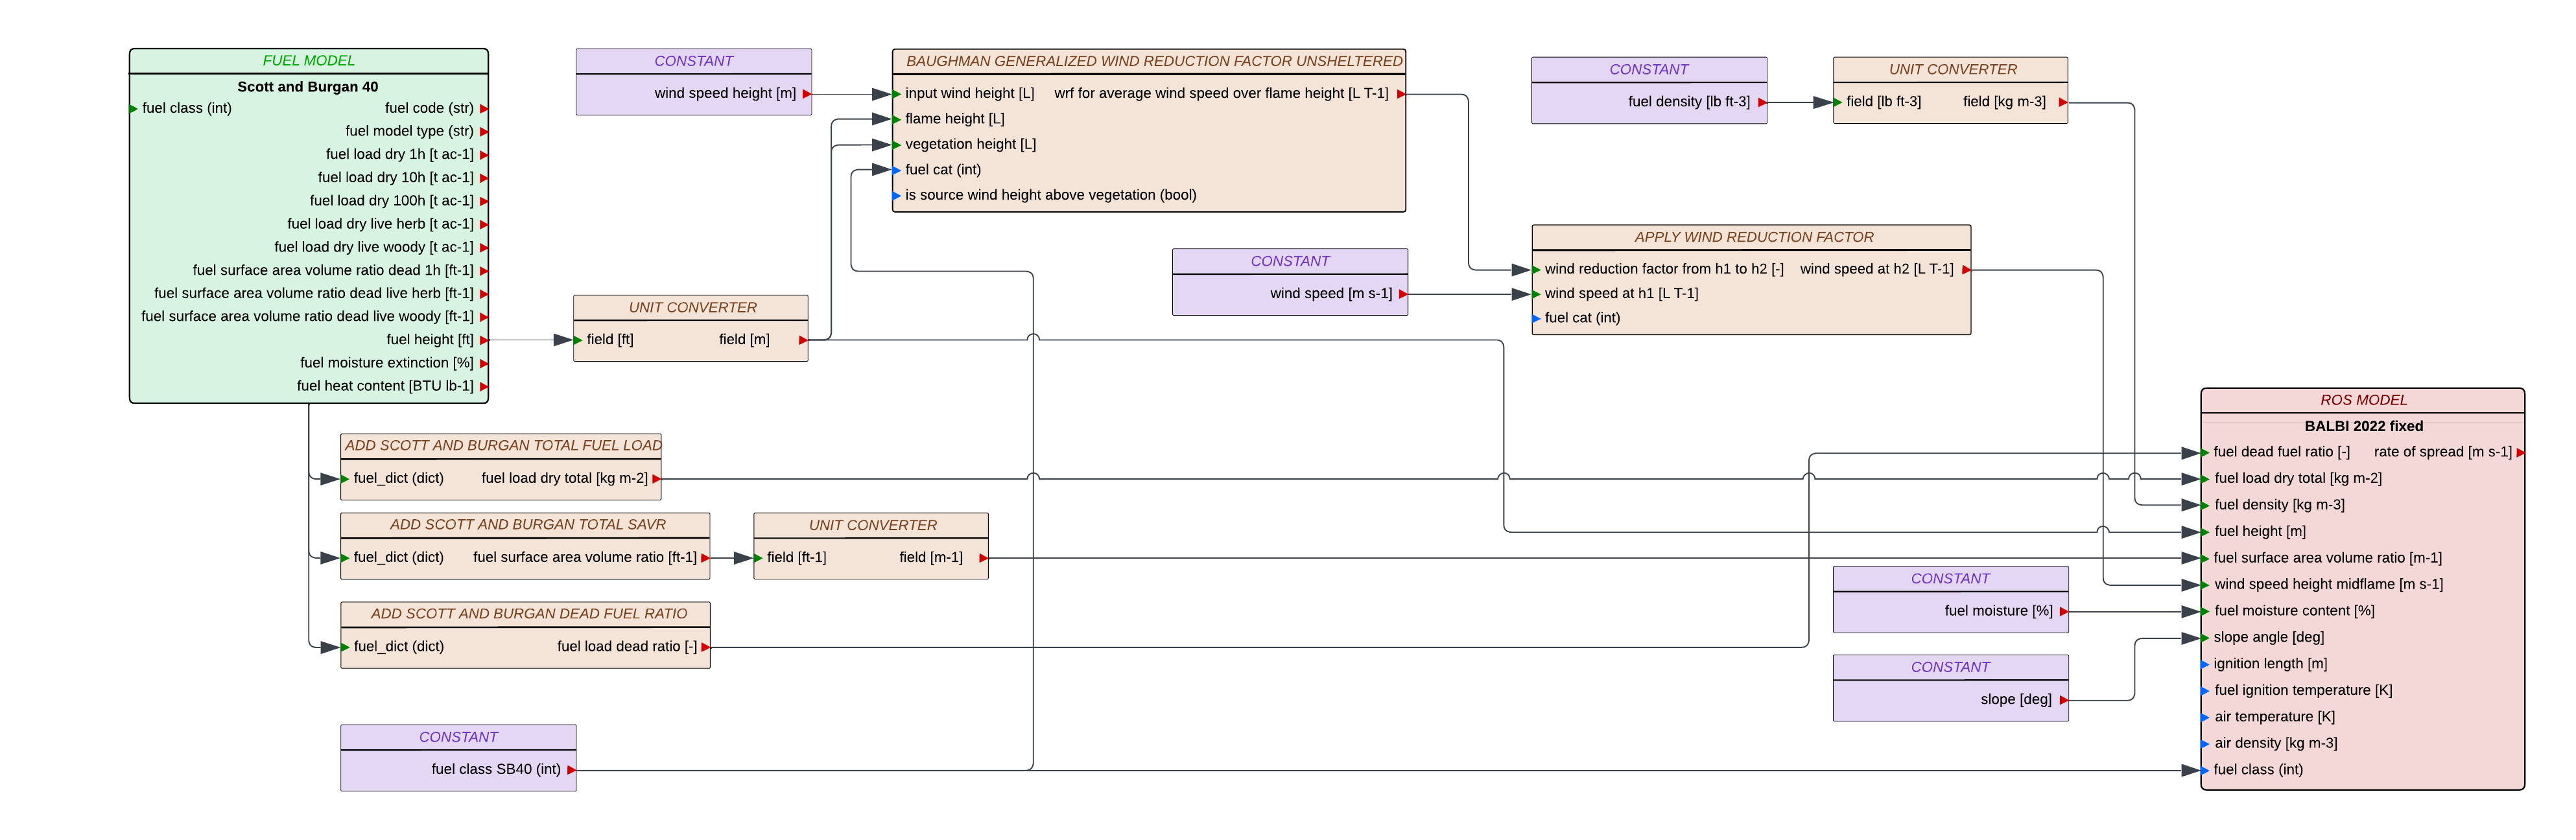 FUEL MODEL
Scott and Burgan 40
fuel class (int) fuel code (str)
fuel model type (str)
fuel load dry 1h [t ac-1]
fuel load dry 10h [t ac-1]
fuel load dry 100h [t ac-1]
fuel load dry live herb [t ac-1]
fuel load dry live woody [t ac-1]
fuel surface area volume ratio dead 1h [ft-1]
fuel surface area volume ratio dead live herb [ft-1]
fuel surface area volume ratio dead live woody [ft-1]
fuel height [ft]
fuel moisture extinction [%]
fuel heat content [BTU lb-1]
CONSTANT
wind speed height [m]
BAUGHMAN GENERALIZED WIND REDUCTION FACTOR UNSHELTERED
input wind height [L] wrf for average wind speed over flame height [L T-1]
flame height [L]
vegetation height [L]
fuel cat (int)
is source wind height above vegetation (bool)
CONSTANT
fuel density [lb ft-3]
UNIT CONVERTER
field [lb ft-3] field [kg m-3]
CONSTANT
wind speed [m s-1]
APPLY WIND REDUCTION FACTOR
wind reduction factor from h1 to h2 [-] wind speed at h2 [L T-1]
wind speed at h1 [L T-1]
fuel cat (int)
UNIT CONVERTER
field [ft] field [m]
ADD SCOTT AND BURGAN TOTAL FUEL LOAD
fuel_dict (dict) fuel load dry total [kg m-2]
ADD SCOTT AND BURGAN TOTAL SAVR
fuel_dict (dict) fuel surface area volume ratio [ft-1]
UNIT CONVERTER
field [ft-1] field [m-1]
ADD SCOTT AND BURGAN DEAD FUEL RATIO
fuel_dict (dict) fuel load dead ratio [-]
CONSTANT
fuel class SB40 (int)
CONSTANT
fuel moisture [%]
CONSTANT
slope [deg]
ROS MODEL
BALBI 2022 fixed
fuel dead fuel ratio [-] rate of spread [m s-1]
fuel load dry total [kg m-2]
fuel density [kg m-3]
fuel height [m]
fuel surface area volume ratio [m-1]
wind speed height midflame [m s-1]
fuel moisture content [%]
slope angle [deg]
ignition length [m]
fuel ignition temperature [K]
air temperature [K]
air density [kg m-3]
fuel class (int)